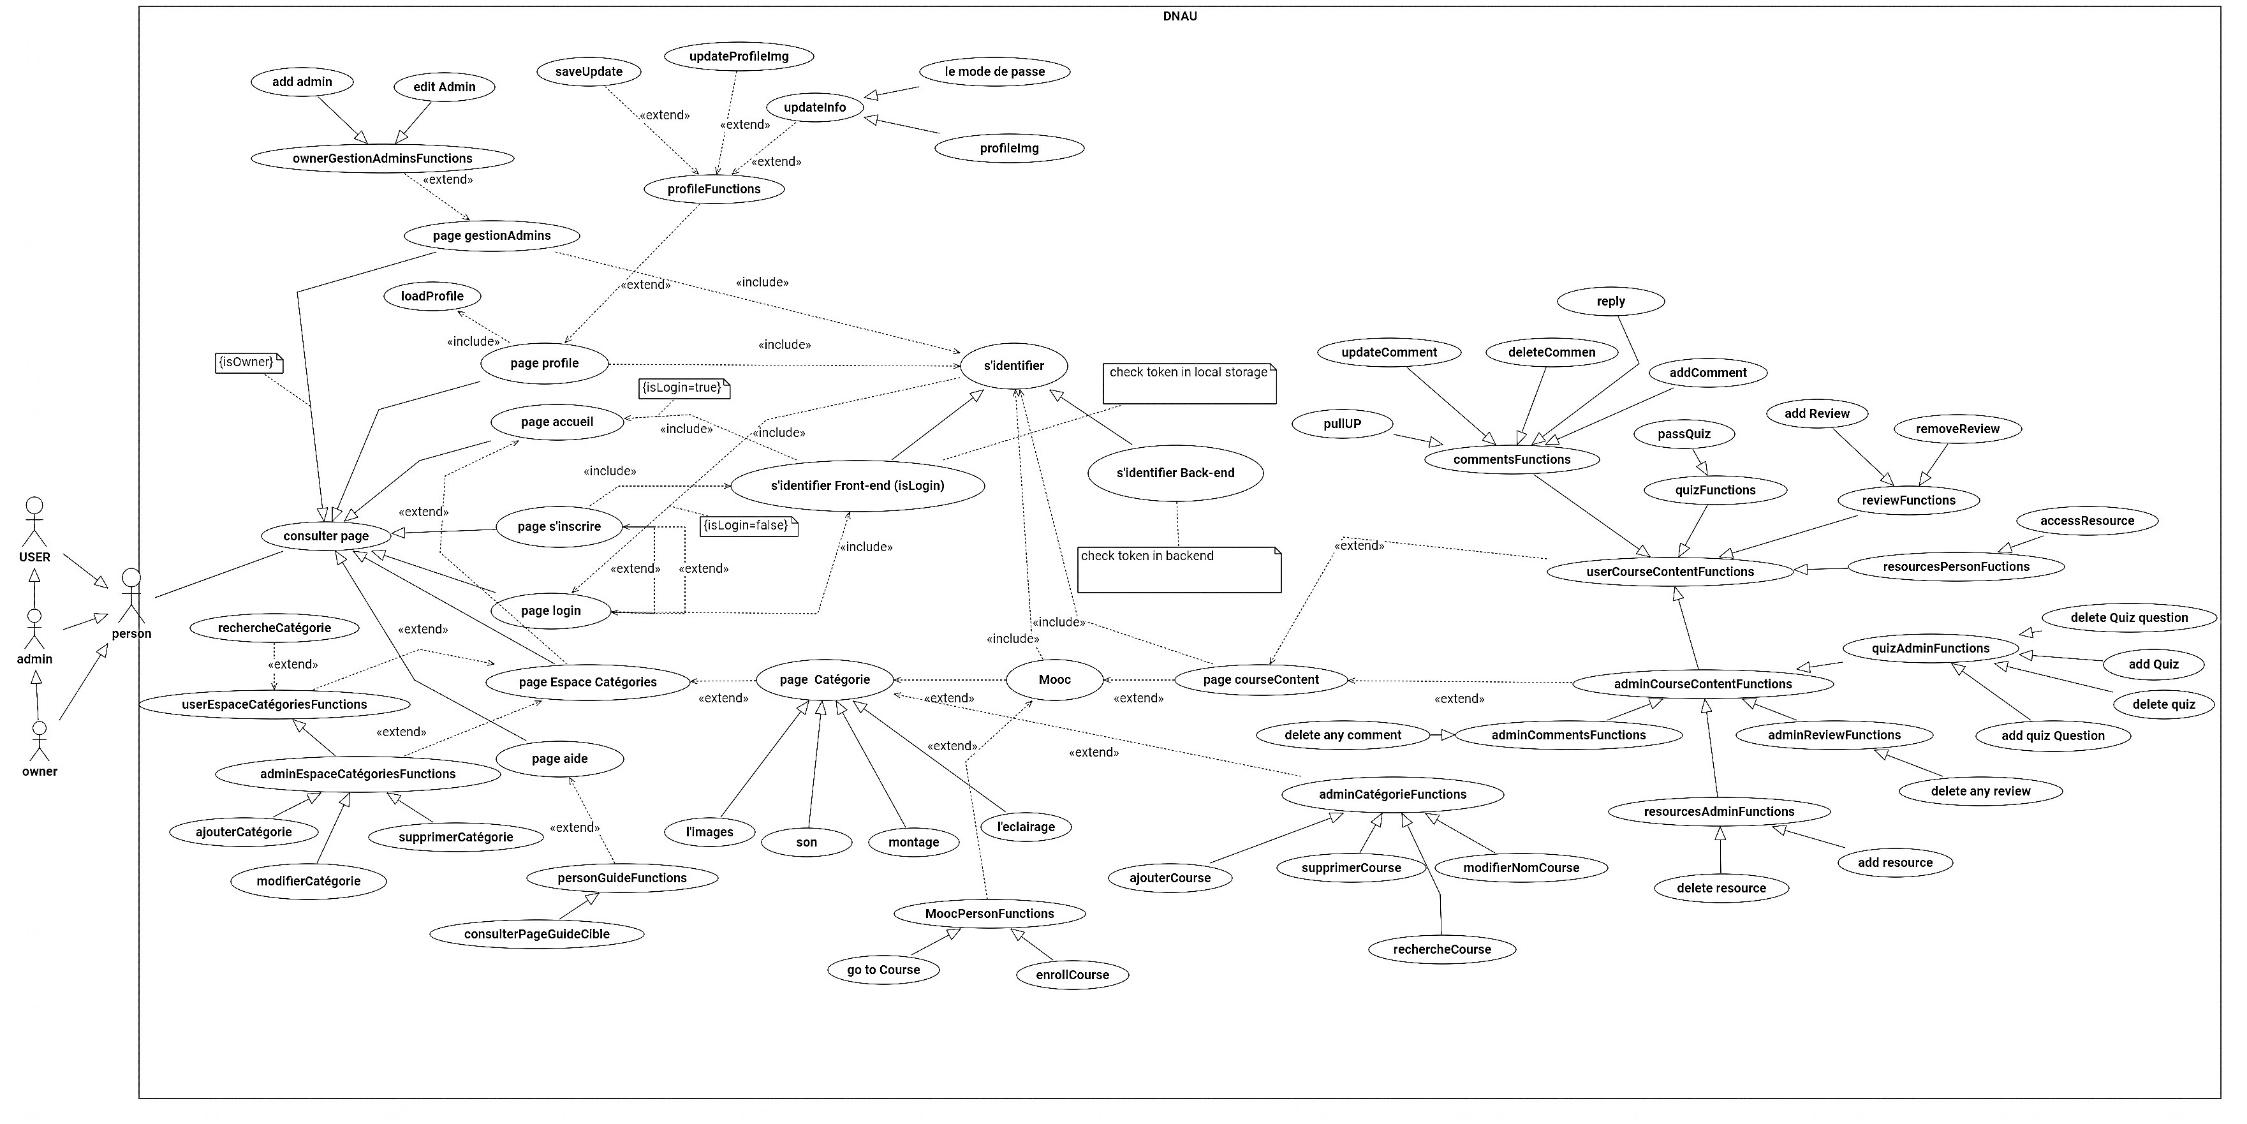 DNAU
updateProfileImg
saveUpdate
le mode de passe
add admin
edit Admin
updateInfo
«extend»
«extend»
profileImg
ownerGestionAdminsFunctions
«extend»
«extend»
profileFunctions
page gestionAdmins
«extend»
«include»
loadProfile
reply
«include»
«include»
{isOwner}
page profile
s'identifier
updateComment
deleteCommen
check token in local storage
addComment
{isLogin=true}
page accueil
«include»
«include»
pullUP
passQuiz
add Review
removeReview
commentsFunctions
«include»
s'identifier Back-end
s'identifier Front-end (isLogin)
quizFunctions
reviewFunctions
«extend»
page s'inscrire
{isLogin=false}
accessResource
consulter page
USER
«include»
«extend»
check token in backend
«extend»
«extend»
userCourseContentFunctions
resourcesPersonFuctions
page login
person
rechercheCatégorie
«extend»
«include»
«include»
delete Quiz question
quizAdminFunctions
admin
«extend»
add Quiz
page Espace Catégories
page  Catégorie
Mooc
page courseContent
adminCourseContentFunctions
userEspaceCatégoriesFunctions
«extend»
«extend»
«extend»
«extend»
delete quiz
«extend»
delete any comment
adminCommentsFunctions
adminReviewFunctions
add quiz Question
«extend»
«extend»
page aide
owner
adminEspaceCatégoriesFunctions
adminCatégorieFunctions
delete any review
resourcesAdminFunctions
ajouterCatégorie
supprimerCatégorie
«extend»
l'images
son
montage
l'eclairage
modifierCatégorie
personGuideFunctions
ajouterCourse
supprimerCourse
modifierNomCourse
delete resource
add resource
MoocPersonFunctions
consulterPageGuideCible
rechercheCourse
go to Course
enrollCourse